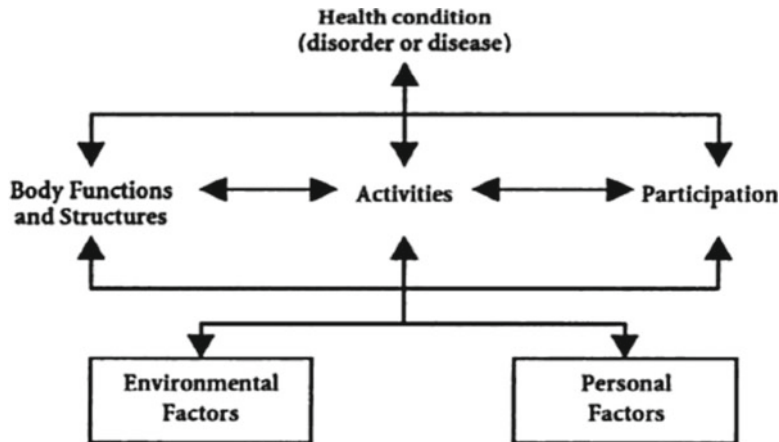 Health condition
(disorder or disease)
Body Functions
and Structures
Activities
Participation
Environmental
Factors
Personal
Factors